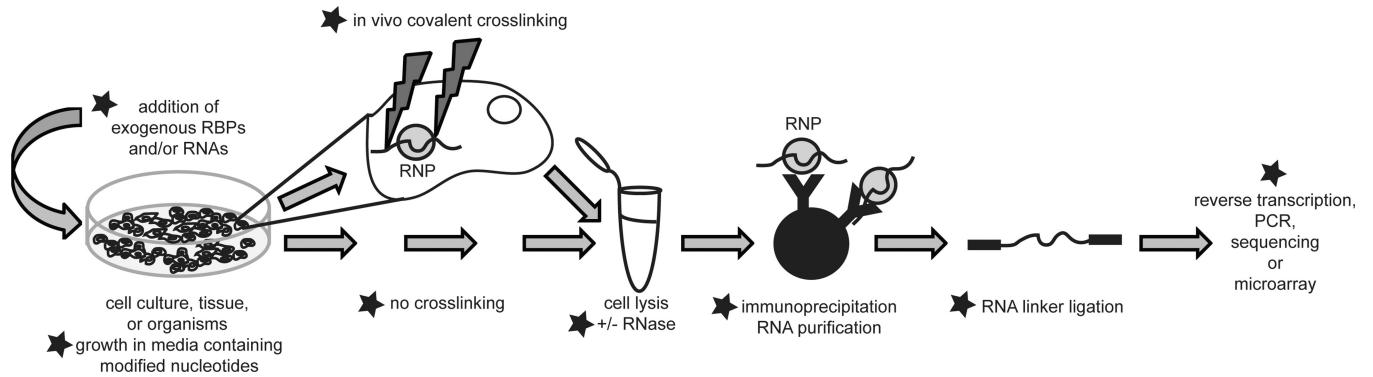 in vivo covalent crosslinking
addition of
exogenous RBPs
and/or RNAs
RNP
cell culture, tissue,
or organisms
growth in media containing
modified nucleotides
no crosslinking
cell lysis
+/- RNase
RNP
immunoprecipitation
RNA purification
RNA linker ligation
reverse transcription,
PCR,
sequencing
or
microarray